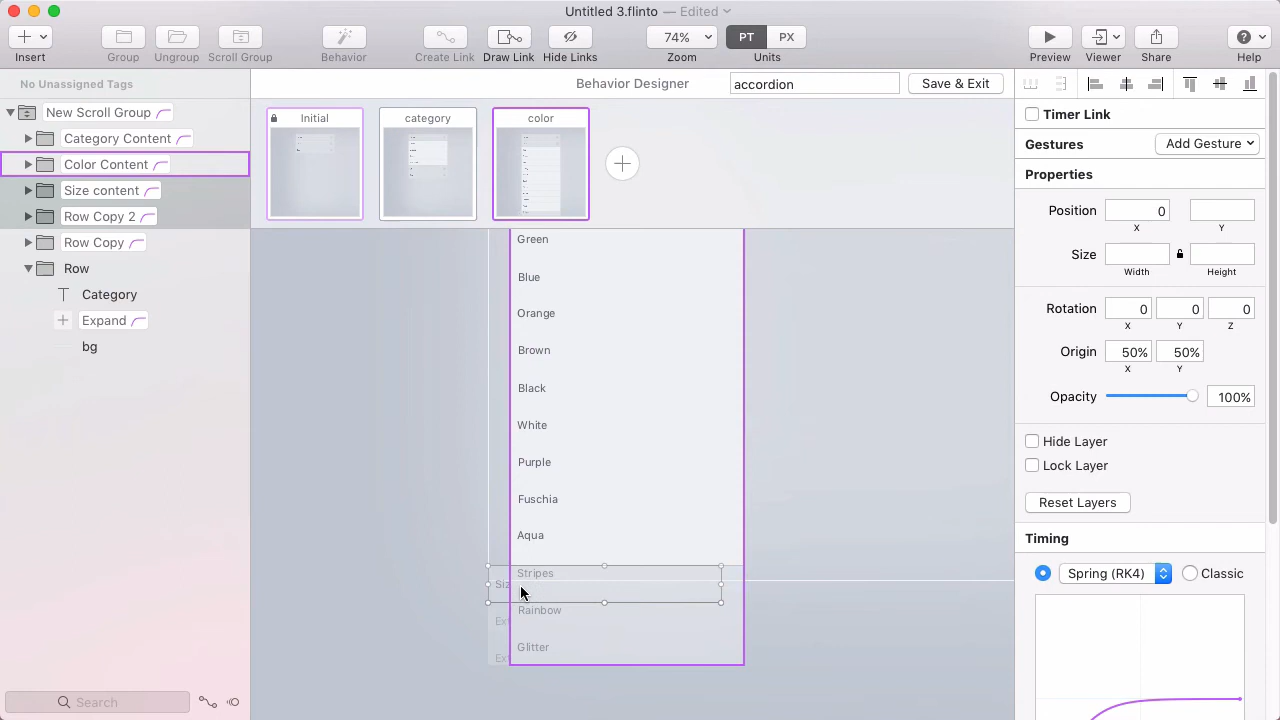 Untitled 3.flinto — Edited
74% PT PX
Insert Group Ungroup Scroll Group Behavior Create Link Draw Link Hide Links Zoom Units Preview Viewer Share Help
No Unassigned Tags
Behavior Designer accordion Save & Exit
New Scroll Group
Category Content
Color Content
Size content
Row Copy 2
Row Copy
Row
Category
Expand
bg
Search
Initial category color
Green
Blue
Orange
Brown
Black
White
Purple
Fuschia
Aqua
Stripes
Siz
Rainbow
Ext
Glitter
Ext
Timer Link
Gestures Add Gesture
Properties
Position 0
X Y
Size
Width Height
Rotation 0 0 0
X Y Z
Origin 50% 50%
X Y
Opacity 100%
Hide Layer
Lock Layer
Reset Layers
Timing
Spring (RK4) Classic